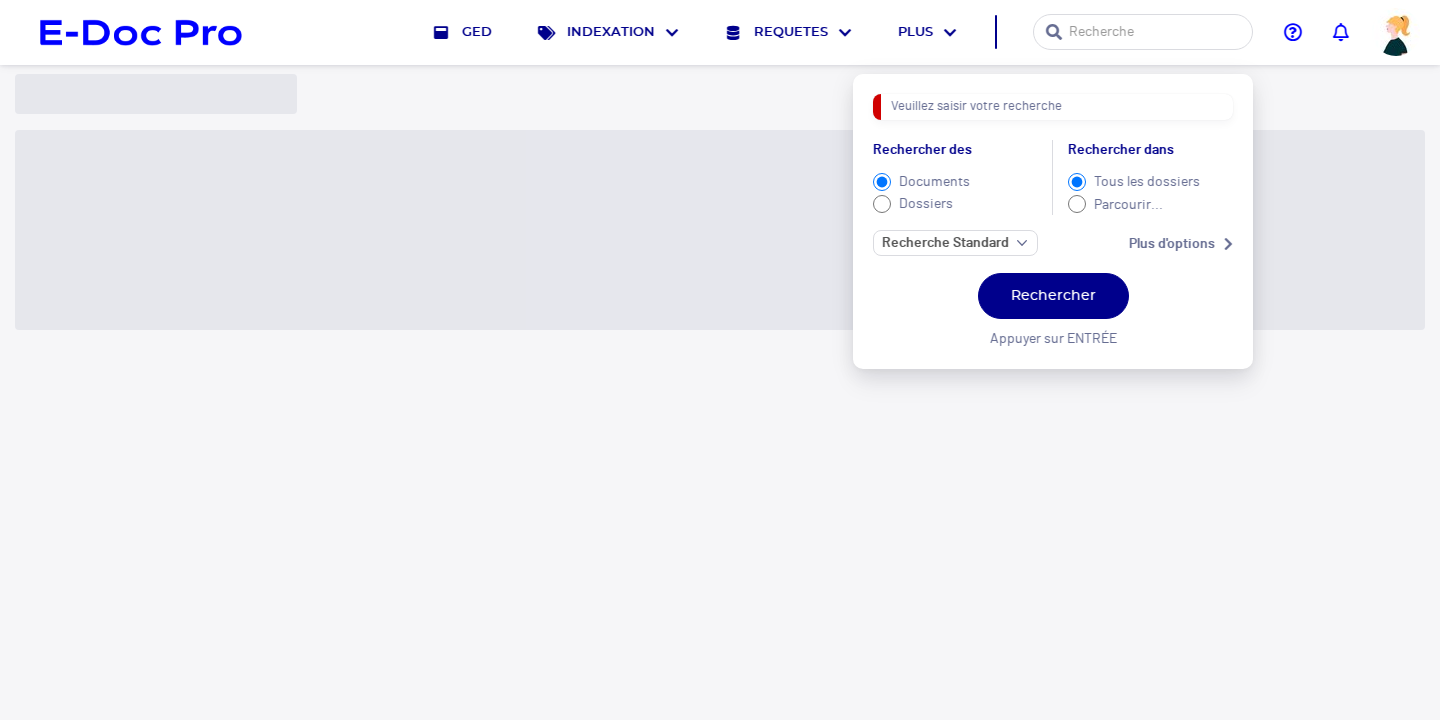 E-Doc Pro
GED
INDEXATION
REQUETES
PLUS
Recherche
Veuillez saisir votre recherche
Rechercher des
Documents
Dossiers
Rechercher dans
Tous les dossiers
Parcourir...
Recherche Standard
Plus d'options
Rechercher
Appuyer sur ENTRÉE